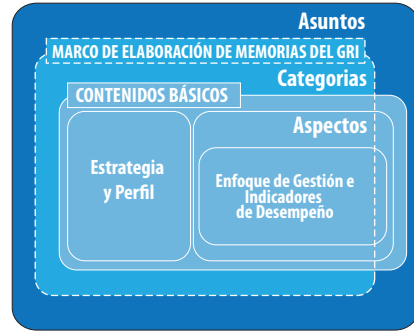 Asuntos
MARCO DE ELABORACIÓN DE MEMORIAS DEL GRI
Categorias
CONTENIDOS BÁSICOS
Aspectos
Estrategia
y Perfil
Enfoque de Gestión e
Indicadores
de Desempeño